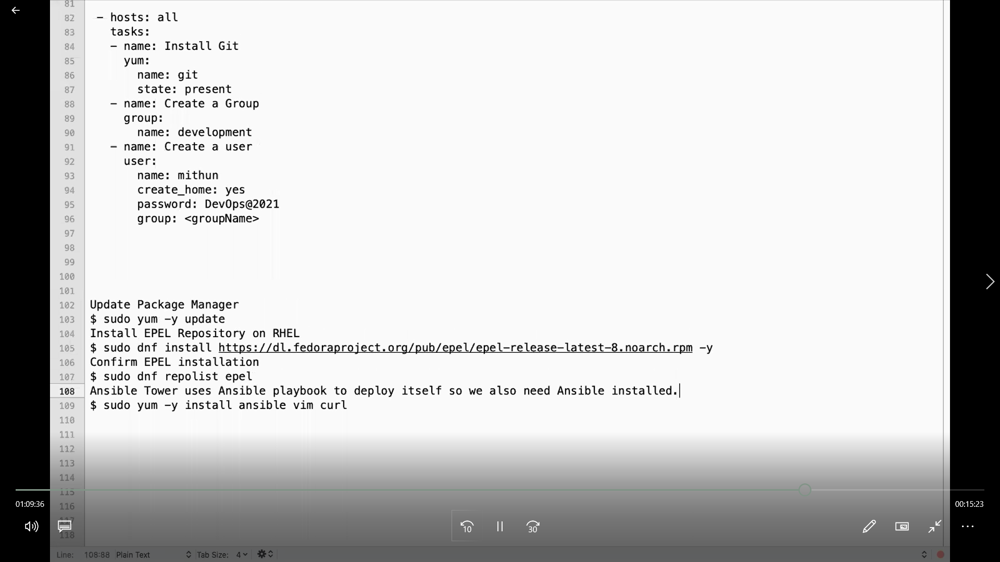 81
82 - hosts: all
83 tasks:
84 - name: Install Git
85 yum:
86 name: git
87 state: present
88 - name: Create a Group
89 group:
90 name: development
91 - name: Create a user
92 user:
93 name: mithun
94 create_home: yes
95 password: DevOps@2021
96 group: <groupName>
97
98
99
100
101
102 Update Package Manager
103 $ sudo yum -y update
104 Install EPEL Repository on RHEL
105 $ sudo dnf install https://dl.fedoraproject.org/pub/epel/epel-release-latest-8.noarch.rpm -y
106 Confirm EPEL installation
107 $ sudo dnf repolist epel
108 Ansible Tower uses Ansible playbook to deploy itself so we also need Ansible installed.
109 $ sudo yum -y install ansible vim curl
110
111
112
113
114
115
01:09:36 116 00:15:23
117
10 30
118
Line: 108:88 Plain Text Tab Size: 4